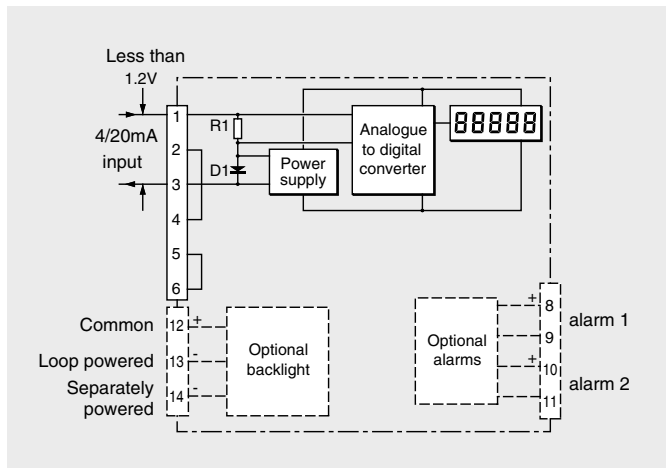 Less than
1.2V
4/20mA
input
1
2
3
4
5
6
R1
D1
Power
supply
Analogue
to digital
converter
88888
Common
Loop powered
Separately
powered
12 +
13 -
14 -
Optional
backlight
Optional
alarms
+ 8
9
+ 10
11
alarm 1
alarm 2